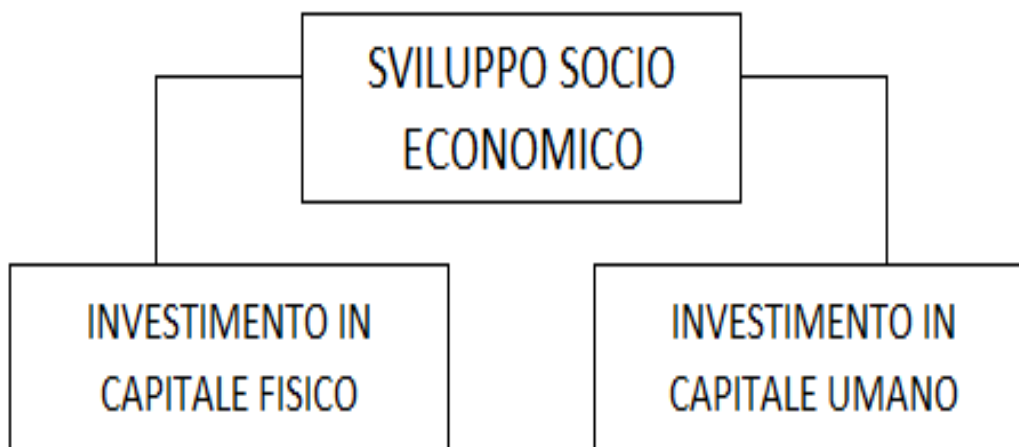 SVILUPPO SOCIO
ECONOMICO
INVESTIMENTO IN
CAPITALE FISICO
INVESTIMENTO IN
CAPITALE UMANO